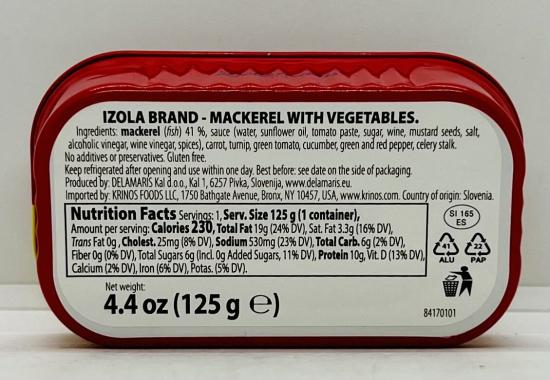 IZOLA BRAND - MACKEREL WITH VEGETABLES.
Ingredients: mackerel (fish) 41 %, sauce (water, sunflower oil, tomato paste, sugar, wine, mustard seeds, salt,
alcoholic vinegar, wine vinegar, spices), carrot, turnip, green tomato, cucumber, green and red pepper, celery stalk.
No additives or preservatives. Gluten free.
Keep refrigerated after opening and use within one day. Best before: see date on the side of packaging.
Produced by: DELAMARIS Kal d.o.o., Kal 1, 6257 Pivka, Slovenija, www.delamaris.eu.
Imported by: KRINOS FOODS LLC, 1750 Bathgate Avenue, Bronx, NY 10457, USA, www.krinos.com. Country of origin: Slovenia.
Nutrition Facts Servings: 1, Serv. Size 125 g (1 container),
Amount per serving: Calories 230, Total Fat 19g (24% DV), Sat. Fat 3.3g (16% DV),
Trans Fat 0g, Cholest. 25mg (8% DV), Sodium 530mg (23% DV), Total Carb. 6g (2% DV),
Fiber 0g (0% DV), Total Sugars 6g (Incl. 0g Added Sugars, 11% DV), Protein 10g, Vit. D (13% DV),
Calcium (2% DV), Iron (6% DV), Potas. (5% DV).
SI 165
ES
41
ALU
22
PAP
Net weight:
4.4 oz (125 g ℮)
84170101